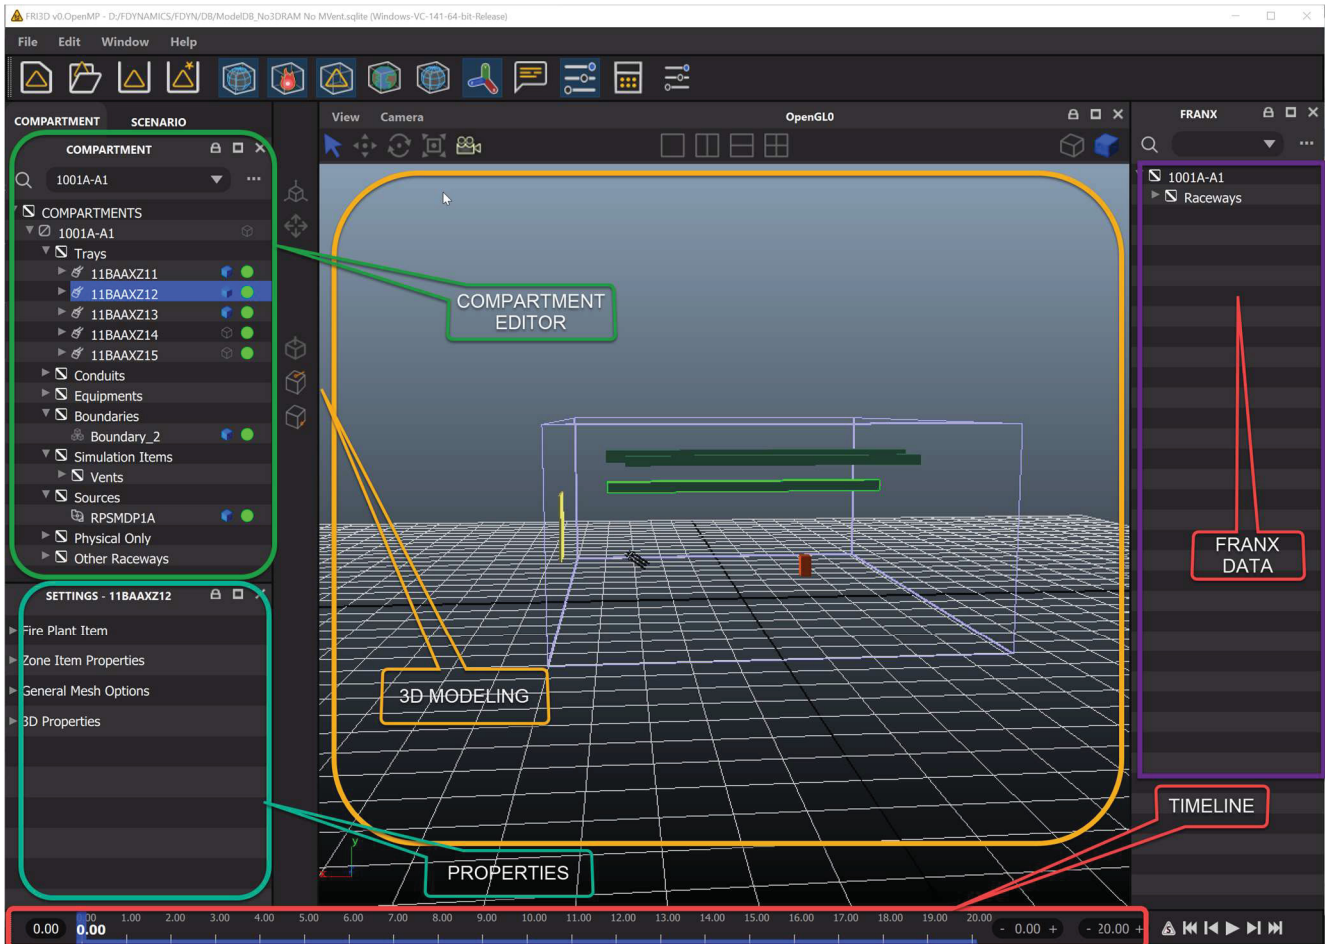 FRI3D v0.OpenMP - D:/FDYNAMICS/FDYN/DB/ModelDB_No3DRAM No MVent.sqlite (Windows-VC-141-64-bit-Release)
File Edit Window Help
COMPARTMENT SCENARIO
COMPARTMENT
1001A-A1
COMPARTMENTS
1001A-A1
Trays
11BAAXZ11
11BAAXZ12
11BAAXZ13
11BAAXZ14
11BAAXZ15
Conduits
Equipments
Boundaries
Boundary_2
Simulation Items
Vents
Sources
RPSMDP1A
Physical Only
Other Raceways
SETTINGS - 11BAAXZ12
Fire Plant Item
Zone Item Properties
General Mesh Options
3D Properties
View Camera OpenGL0
COMPARTMENT
EDITOR
3D MODELING
PROPERTIES
y
FRANX
1001A-A1
Raceways
FRANX
DATA
TIMELINE
0.00 0.00 1.00 2.00 3.00 4.00 5.00 6.00 7.00 8.00 9.00 10.00 11.00 12.00 13.00 14.00 15.00 16.00 17.00 18.00 19.00 20.00
0.00 - 0.00 + - 20.00 +